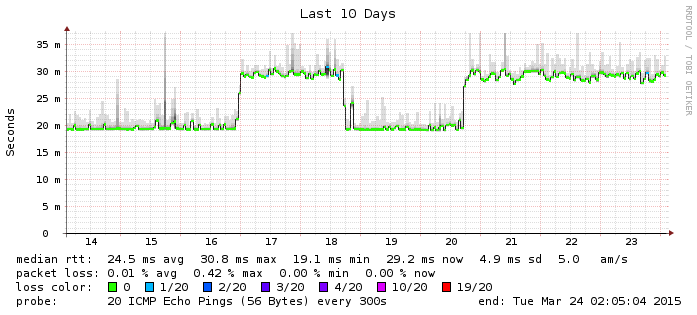 Last 10 Days
RRDTOOL / TOBI OETIKER
Seconds
35 m
30 m
25 m
20 m
15 m
10 m
5 m
0
14 15 16 17 18 19 20 21 22 23
median rtt: 24.5 ms avg 30.8 ms max 19.1 ms min 29.2 ms now 4.9 ms sd 5.0 am/s
packet loss: 0.01 % avg 0.42 % max 0.00 % min 0.00 % now
loss color: 0 1/20 2/20 3/20 4/20 10/20 19/20
probe: 20 ICMP Echo Pings (56 Bytes) every 300s end: Tue Mar 24 02:05:04 2015